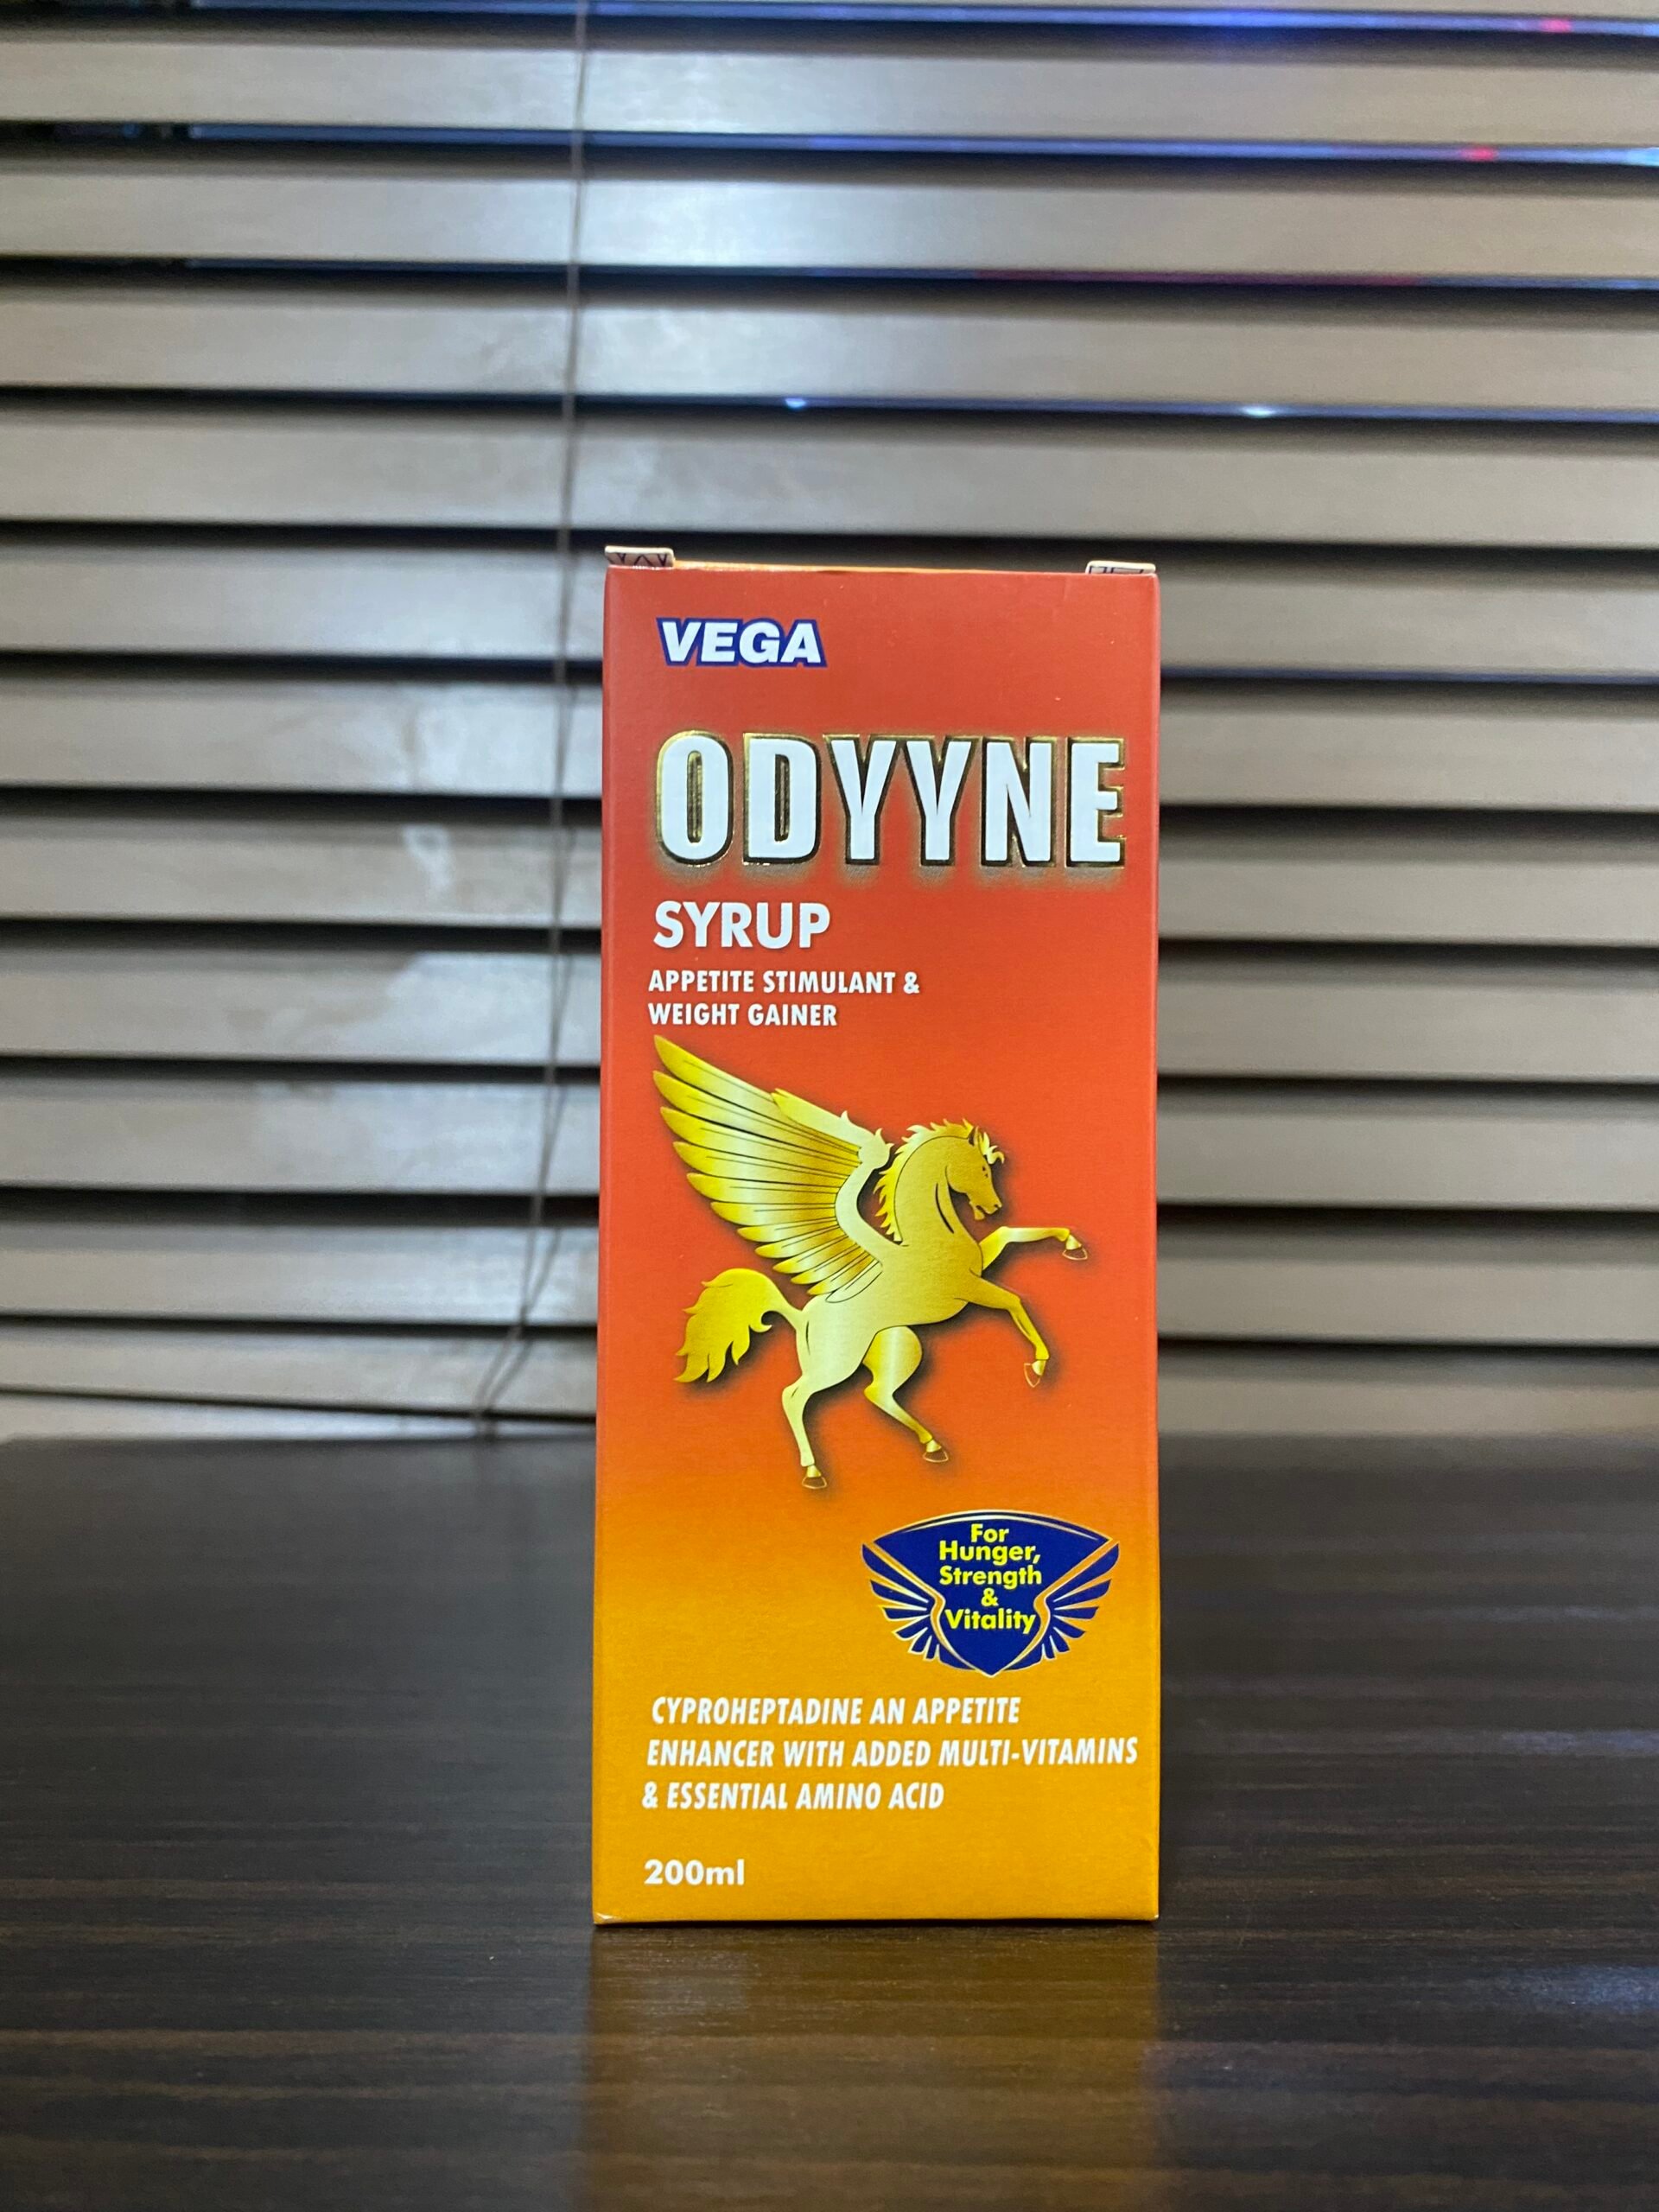 VEGA
ODYYNE
SYRUP
APPETITE STIMULANT &
WEIGHT GAINER
For
Hunger,
Strength
&
Vitality
CYPROHEPTADINE AN APPETITE
ENHANCER WITH ADDED MULTI-VITAMINS
& ESSENTIAL AMINO ACID
200ml